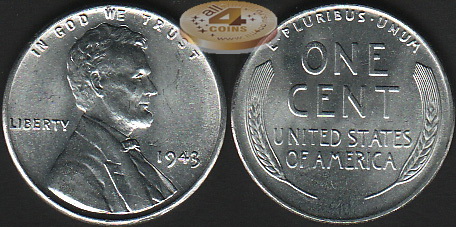 IN GOD WE TRUST
LIBERTY
1943
all
4
COINS
E·PLURIBUS·UNUM
ONE
CENT
UNITED STATES
OF AMERICA